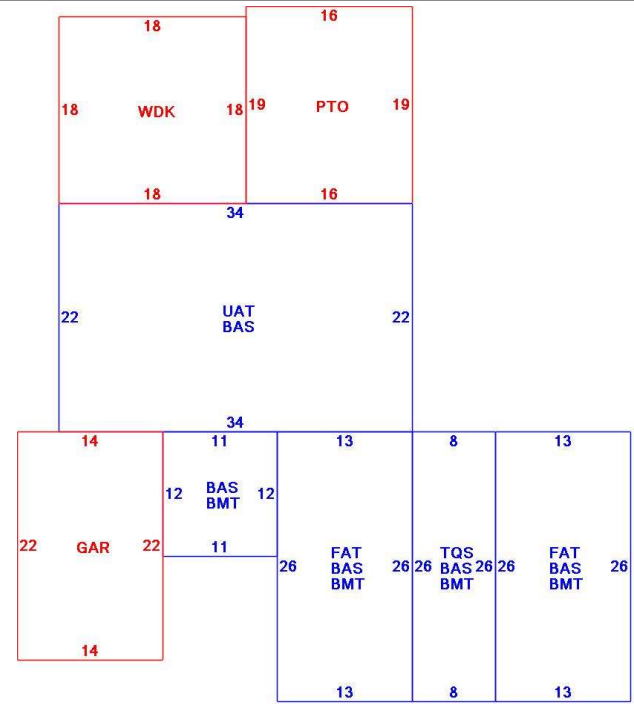 18
16
18 WDK 18
19 PTO 19
18
16
34
22 UAT 22
BAS
34
14
11
13
8
13
12 BAS 12
BMT
22 GAR 22
11
26 FAT 26
BAS
BMT
26 TQS 26
BAS
BMT
26 FAT 26
BAS
BMT
14
13
8
13